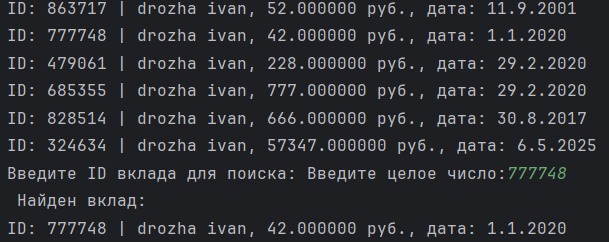 ID: 863717 | drozha ivan, 52.000000 руб., дата: 11.9.2001
ID: 777748 | drozha ivan, 42.000000 руб., дата: 1.1.2020
ID: 479061 | drozha ivan, 228.000000 руб., дата: 29.2.2020
ID: 685355 | drozha ivan, 777.000000 руб., дата: 29.2.2020
ID: 828514 | drozha ivan, 666.000000 руб., дата: 30.8.2017
ID: 324634 | drozha ivan, 57347.000000 руб., дата: 6.5.2025
Введите ID вклада для поиска: Введите целое число:777748
Найден вклад:
ID: 777748 | drozha ivan, 42.000000 руб., дата: 1.1.2020